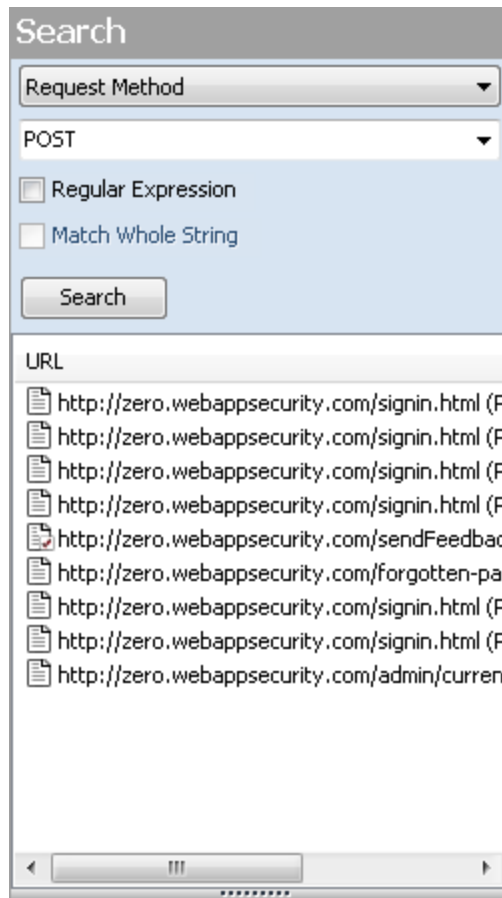 Search
Request Method
POST
Regular Expression
Match Whole String
Search
URL
http://zero.webappsecurity.com/signin.html (P
http://zero.webappsecurity.com/signin.html (P
http://zero.webappsecurity.com/signin.html (P
http://zero.webappsecurity.com/signin.html (P
http://zero.webappsecurity.com/sendFeedbac
http://zero.webappsecurity.com/forgotten-pa
http://zero.webappsecurity.com/signin.html (P
http://zero.webappsecurity.com/signin.html (P
http://zero.webappsecurity.com/admin/curren